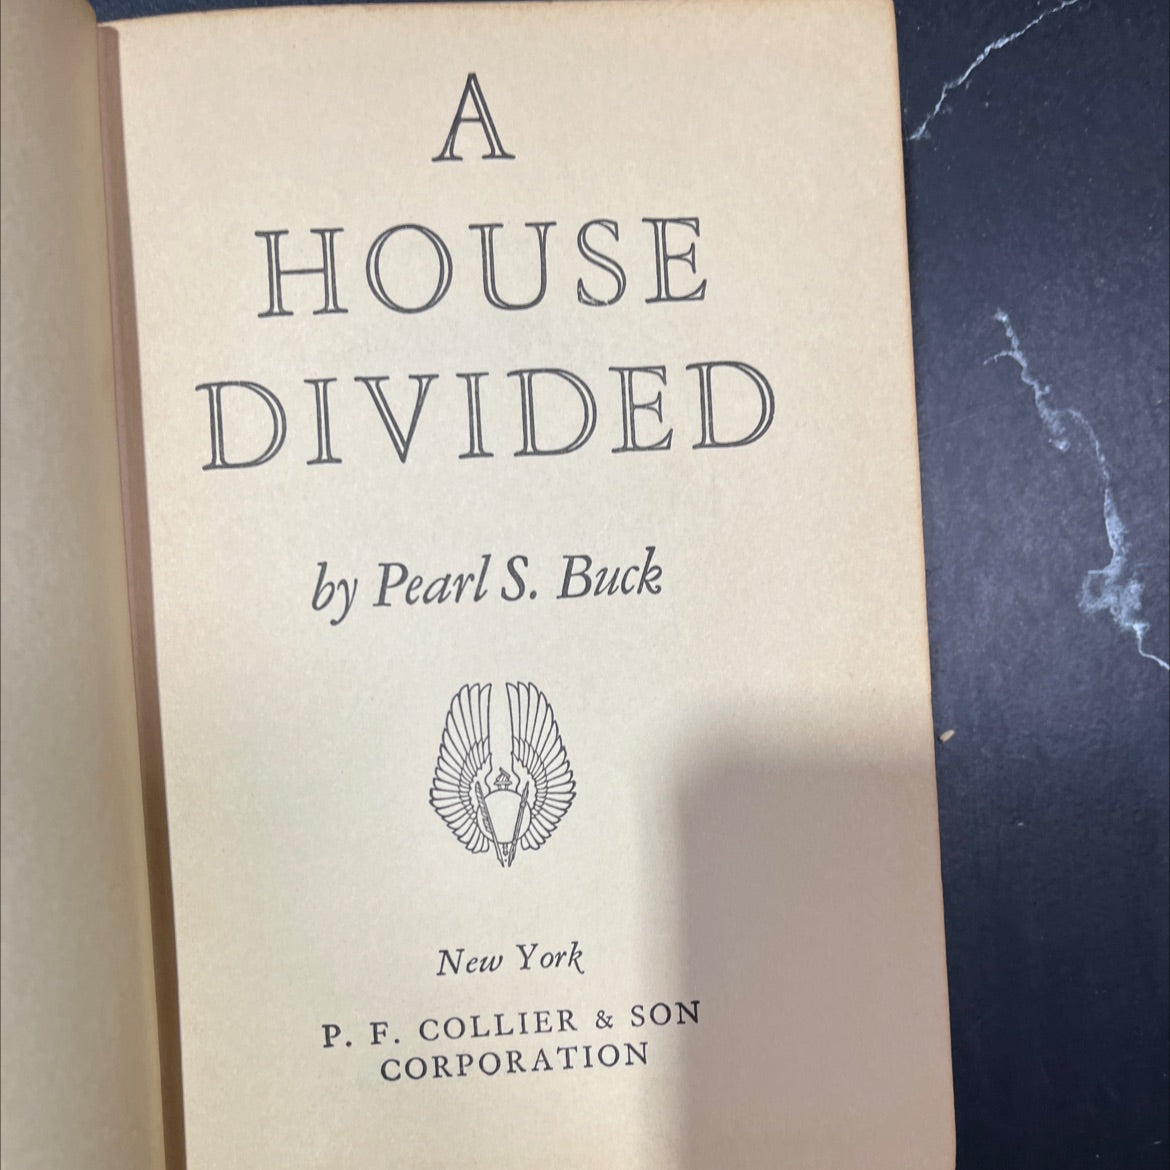 A
HOUSE
DIVIDED
by Pearl S. Buck
New York
P. F. COLLIER & SON
CORPORATION